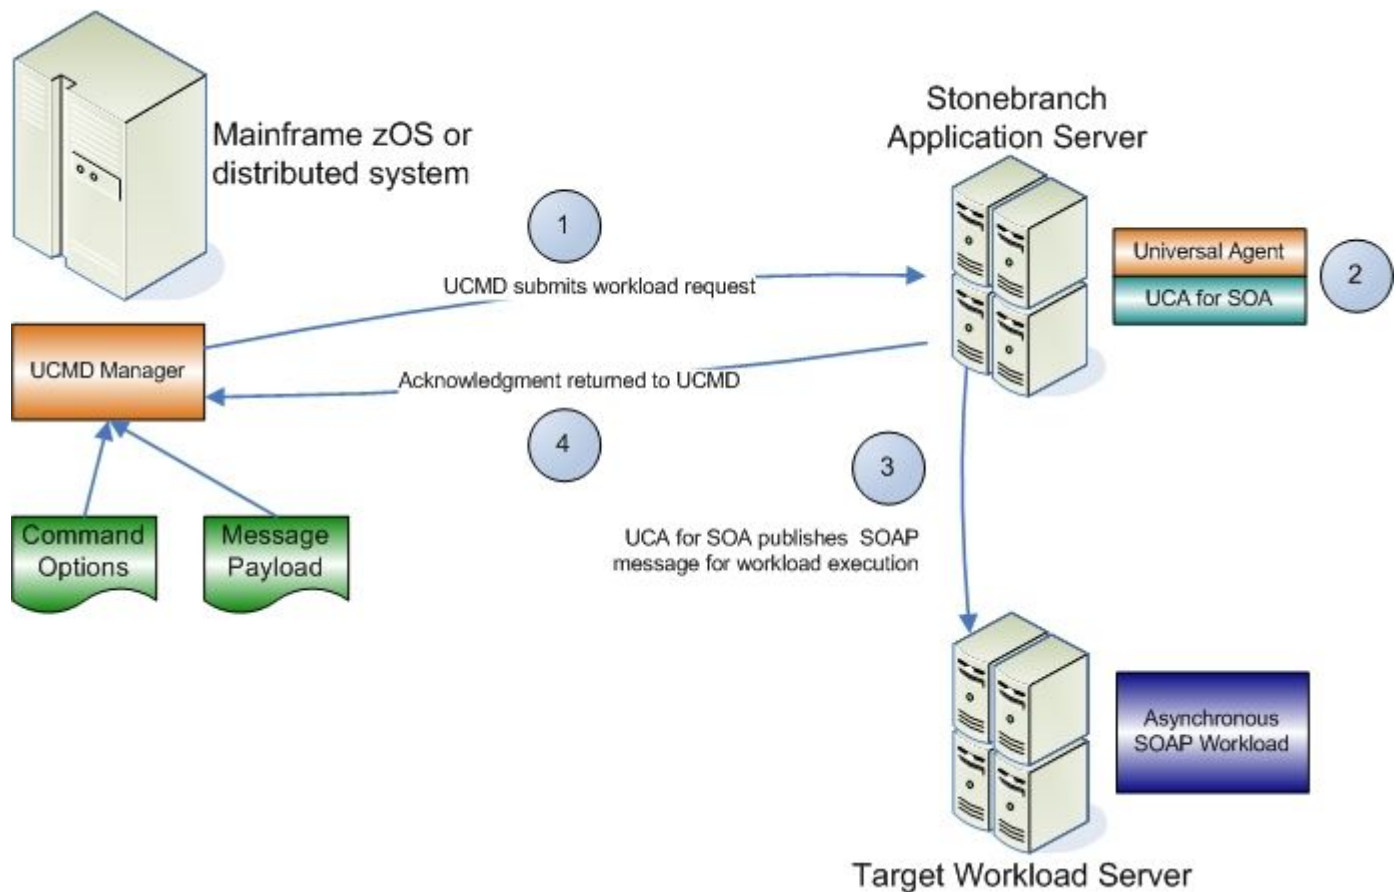 Mainframe zOS or
distributed system
Stonebranch
Application Server
1
UCMD submits workload request
Universal Agent
UCA for SOA
2
UCMD Manager
Acknowledgment returned to UCMD
4
3
Command
Options
Message
Payload
UCA for SOA publishes SOAP
message for workload execution
Asynchronous
SOAP Workload
Target Workload Server